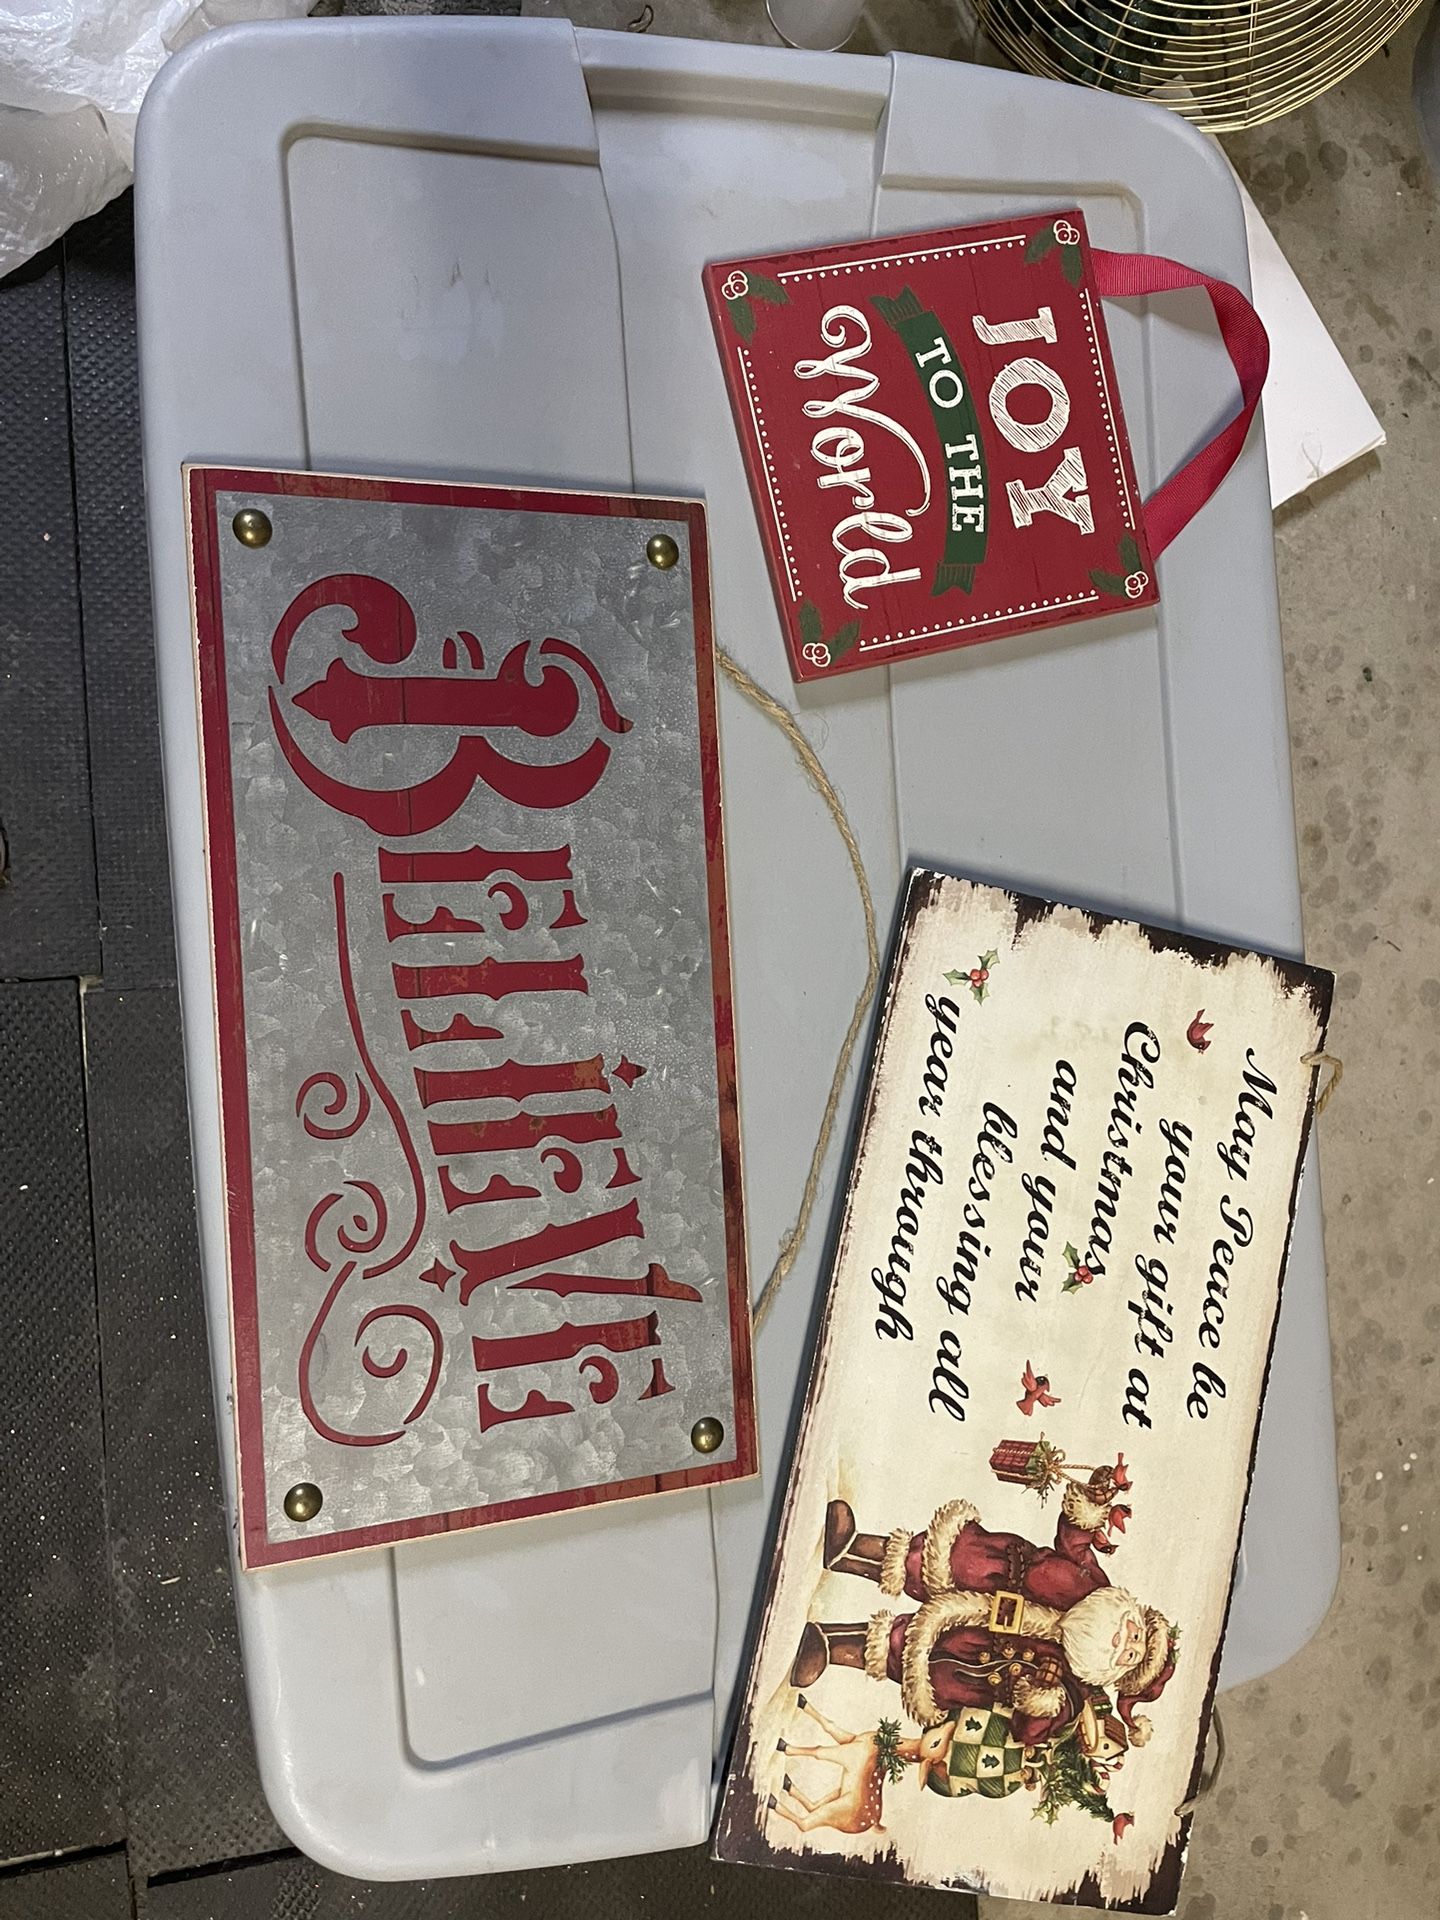 JOY
TO THE
World
BELIEVE
May Peace be
your gift at
Christmas
and your
blessing all
year through